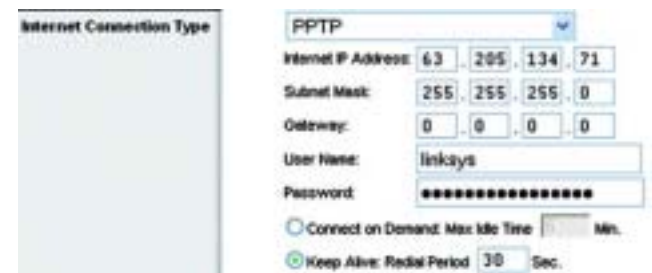 Internet Connection Type
PPTP
Internet IP Address: 63 . 205 . 134 . 71
Subnet Mask: 255 . 255 . 255 . 0
Gateway: 0 . 0 . 0 . 0
User Name: linksys
Password: ●●●●●●●●●●●●●●●●
Connect on Demand: Max Idle Time Min.
Keep Alive: Redial Period 30 Sec.